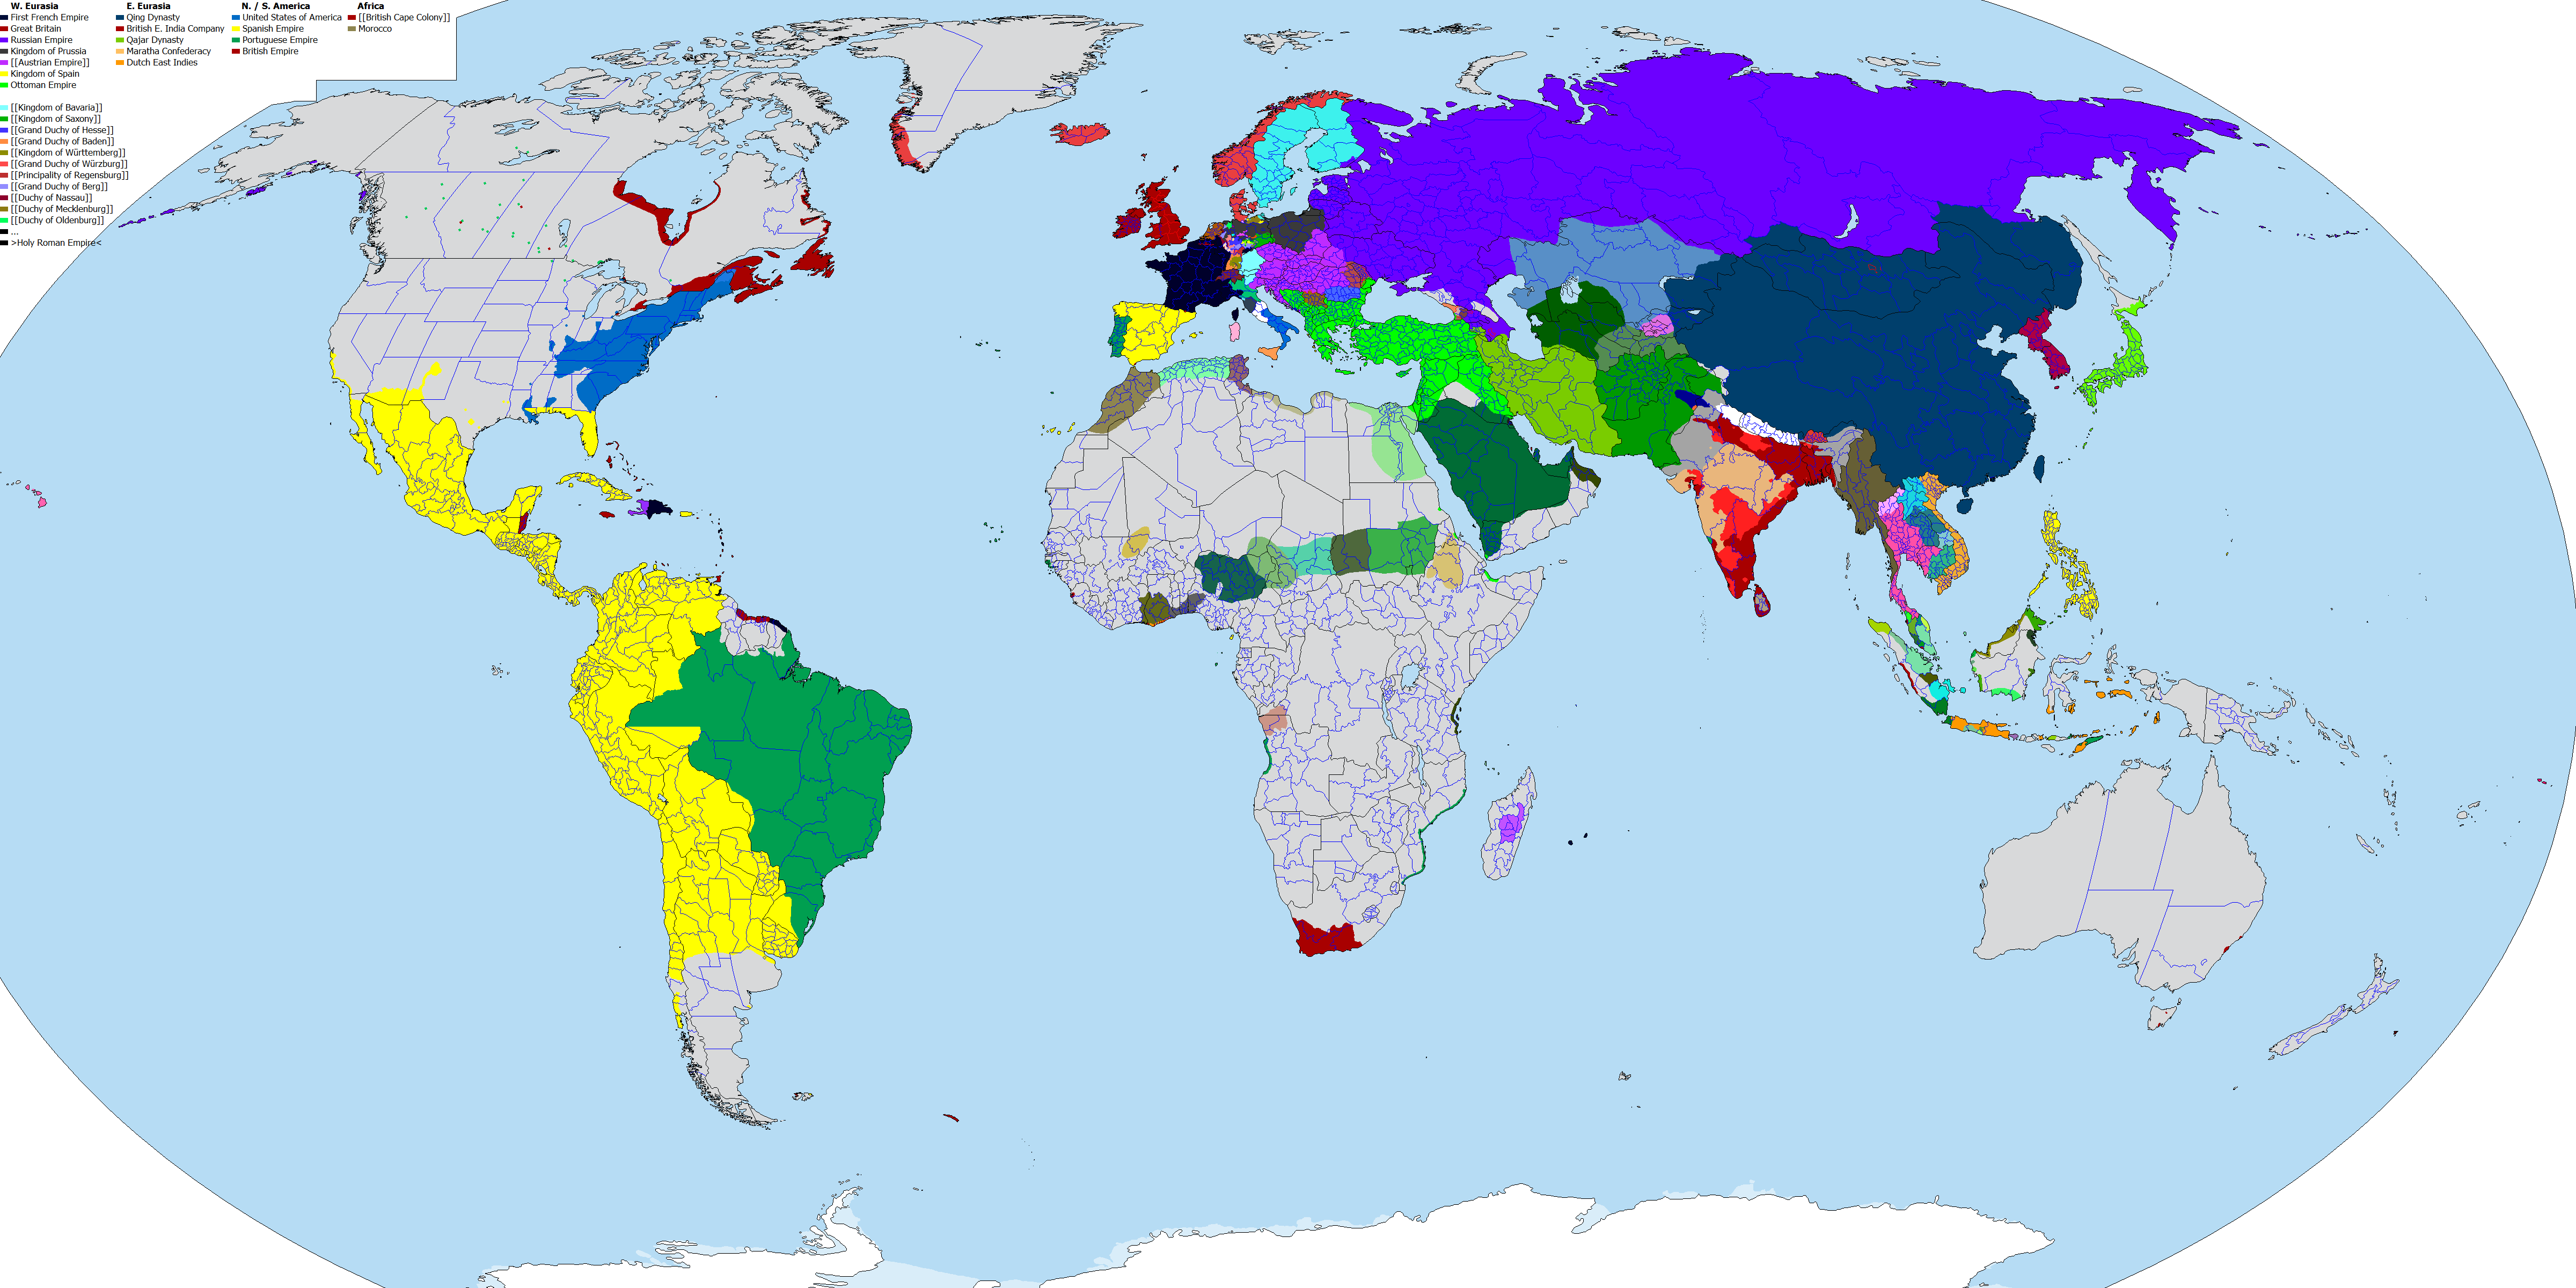 W. Eurasia
First French Empire
Great Britain
Russian Empire
Kingdom of Prussia
[[Austrian Empire]]
Kingdom of Spain
Ottoman Empire
[[Kingdom of Bavaria]]
[[Kingdom of Saxony]]
[[Grand Duchy of Hesse]]
[[Grand Duchy of Baden]]
[[Kingdom of Württemberg]]
[[Grand Duchy of Würzburg]]
[[Principality of Regensburg]]
[[Grand Duchy of Berg]]
[[Duchy of Nassau]]
[[Duchy of Mecklenburg]]
[[Duchy of Oldenburg]]
...
>Holy Roman Empire<
E. Eurasia
Qing Dynasty
British E. India Company
Qajar Dynasty
Maratha Confederacy
Dutch East Indies
N. / S. America
United States of America
Spanish Empire
Portuguese Empire
British Empire
Africa
[[British Cape Colony]]
Morocco